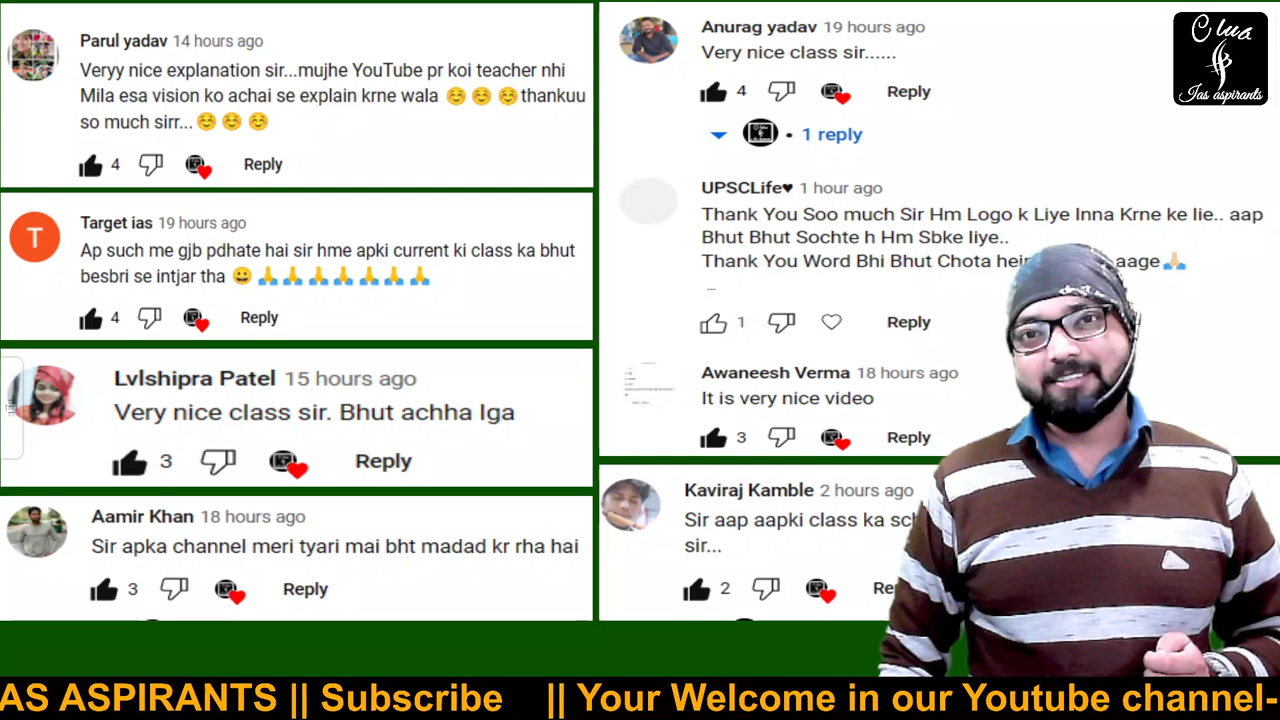 Parul yadav 14 hours ago
Veryy nice explanation sir...mujhe YouTube pr koi teacher nhi
Mila esa vision ko achai se explain krne wala ☺️ ☺️ ☺️thankuu
so much sirr...☺️ ☺️ ☺️
4 Reply
Target ias 19 hours ago
T
Ap such me gjb pdhate hai sir hme apki current ki class ka bhut
besbri se intjar tha 😀🙏🙏🙏🙏🙏🙏🙏
4 Reply
Lvlshipra Patel 15 hours ago
Very nice class sir. Bhut achha lga
3 Reply
Aamir Khan 18 hours ago
Sir apka channel meri tyari mai bht madad kr rha hai
3 Reply
Anurag yadav 19 hours ago
Very nice class sir......
4 Reply
• 1 reply
UPSCLife♥ 1 hour ago
Thank You Soo much Sir Hm Logo k Liye Inna Krne ke lie.. aap
Bhut Bhut Sochte h Hm Sbke liye..
Thank You Word Bhi Bhut Chota aage🙏🏻
...
1 Reply
Awaneesh Verma 18 hours ago
It is very nice video
3 Reply
Kaviraj Kamble 2 hours ago
Sir aap aapki class ka
sir...
2
C lua
Ias aspirants
AS ASPIRANTS || Subscribe || Your Welcome in our Youtube channel-